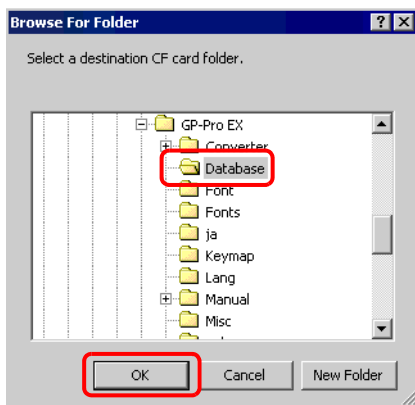 Browse For Folder
Select a destination CF card folder.
GP-Pro EX
Converter
Database
Font
Fonts
ja
Keymap
Lang
Manual
Misc
OK Cancel New Folder